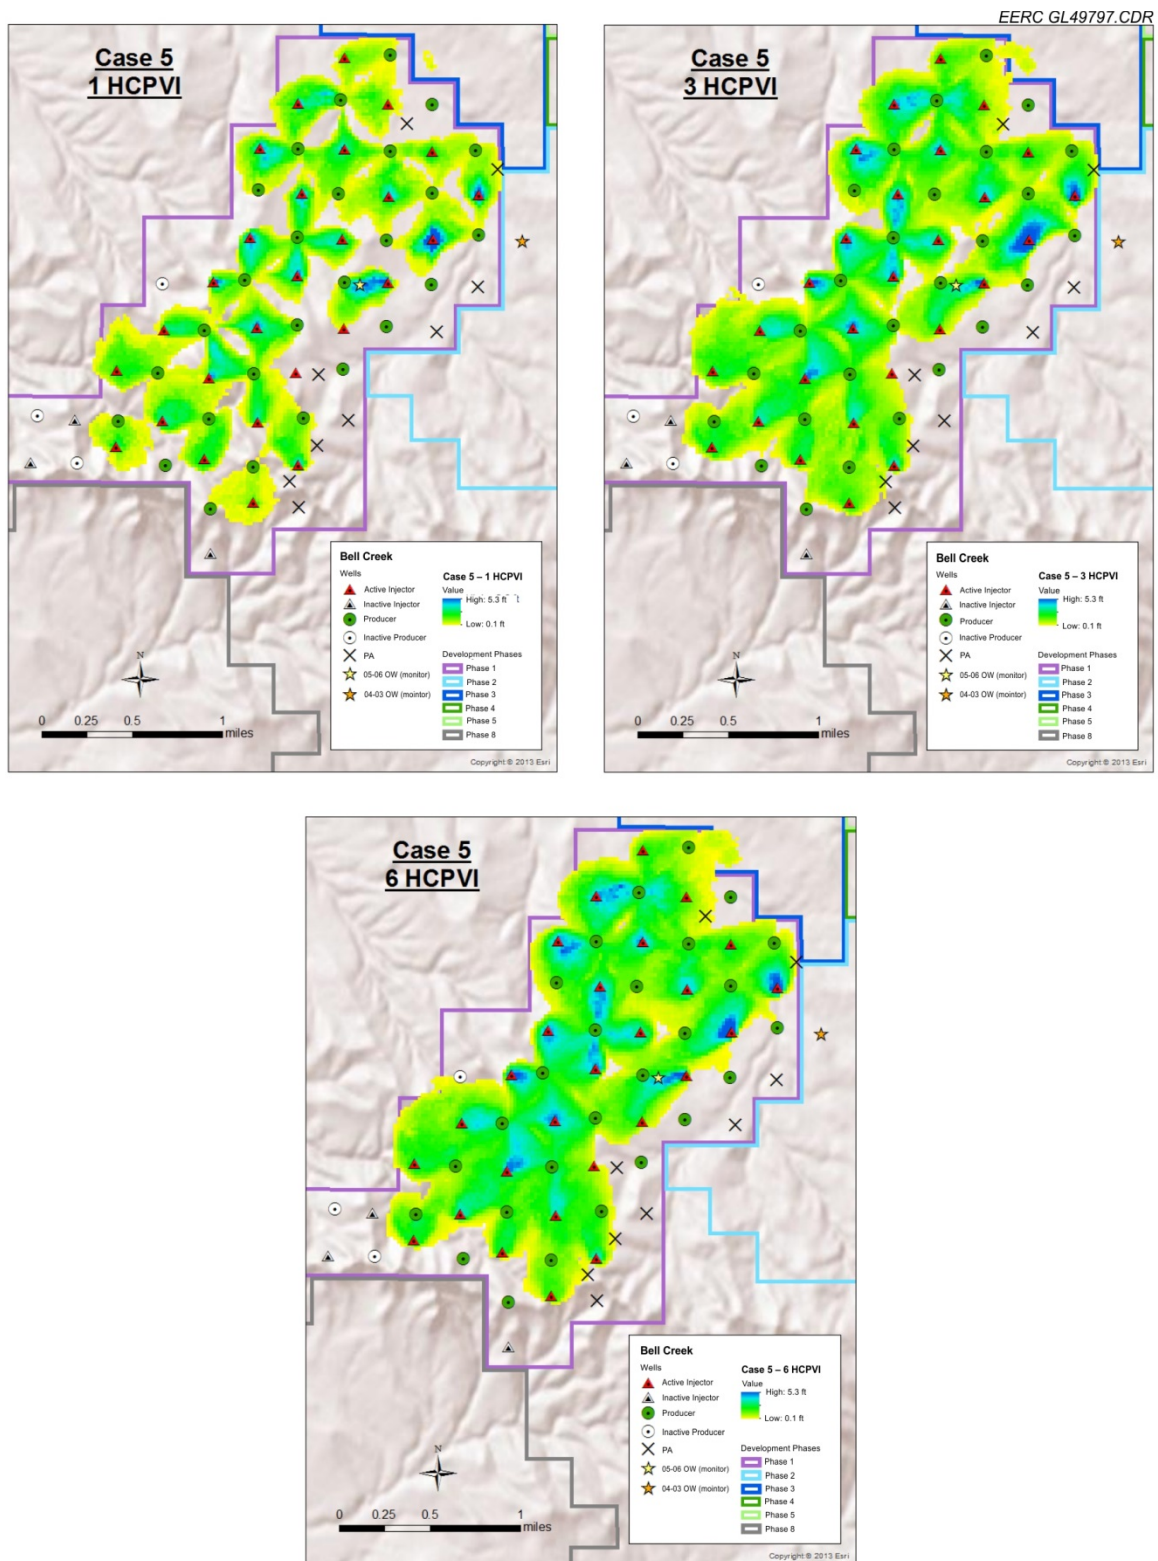 EERC GL49797.CDR
Case 5
1 HCPVI
Bell Creek
Wells
Active Injector
Inactive Injector
Producer
Inactive Producer
PA
05-06 OW (monitor)
04-03 OW (mointor)
Case 5 – 1 HCPVI
Value
High: 5.3 ft
Low: 0.1 ft
Development Phases
Phase 1
Phase 2
Phase 3
Phase 4
Phase 5
Phase 8
N
0 0.25 0.5 1
miles
Copyright © 2013 Esri
Case 5
3 HCPVI
Bell Creek
Wells
Active Injector
Inactive Injector
Producer
Inactive Producer
PA
05-06 OW (monitor)
04-03 OW (mointor)
Case 5 – 3 HCPVI
Value
High: 5.3 ft
Low: 0.1 ft
Development Phases
Phase 1
Phase 2
Phase 3
Phase 4
Phase 5
Phase 8
N
0 0.25 0.5 1
miles
Copyright © 2013 Esri
Case 5
6 HCPVI
Bell Creek
Wells
Active Injector
Inactive Injector
Producer
Inactive Producer
PA
05-06 OW (monitor)
04-03 OW (mointor)
Case 5 – 6 HCPVI
Value
High: 5.3 ft
Low: 0.1 ft
Development Phases
Phase 1
Phase 2
Phase 3
Phase 4
Phase 5
Phase 8
N
0 0.25 0.5 1
miles
Copyright © 2013 Esri